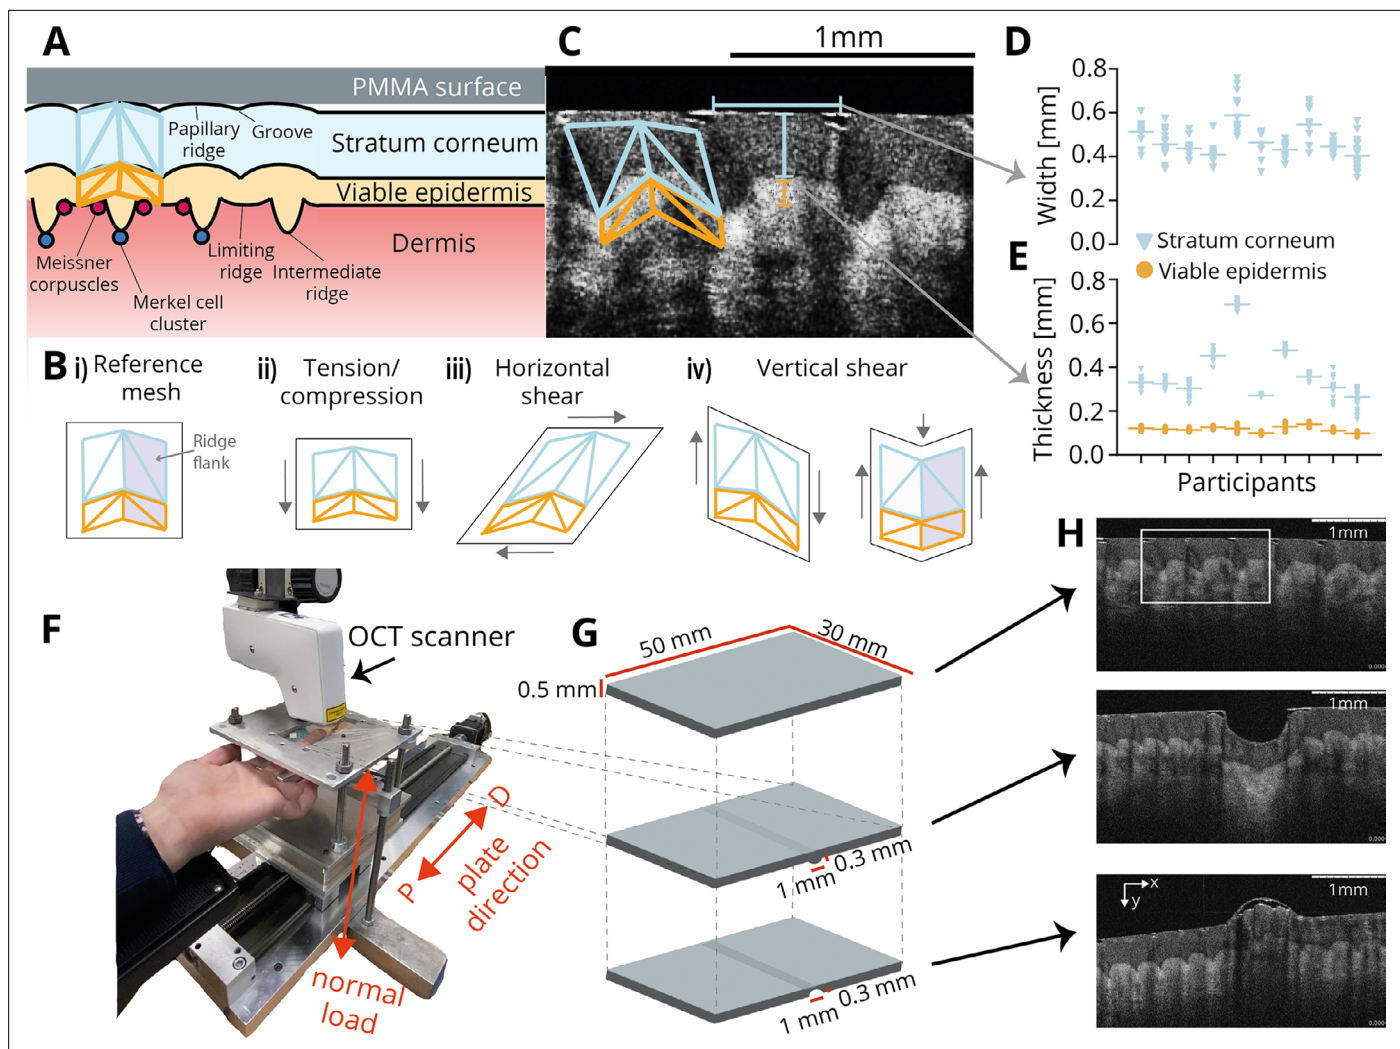 A
PMMA surface
Papillary
ridge
Groove
Stratum corneum
Viable epidermis
Dermis
Meissner
corpuscles
Merkel cell
cluster
Limiting
ridge
Intermediate
ridge
B
i) Reference
mesh
Ridge
flank
ii) Tension/
compression
iii) Horizontal
shear
iv) Vertical shear
C
1mm
D
Width [mm]
0.8
0.6
0.4
0.2
0.0
Stratum corneum
Viable epidermis
E
Thickness [mm]
0.8
0.6
0.4
0.2
0.0
Participants
F
OCT scanner
D
P
plate
direction
normal
load
G
50 mm
30 mm
0.5 mm
0.3 mm
1 mm
0.3 mm
1 mm
H
1mm
1mm
x
y
1mm